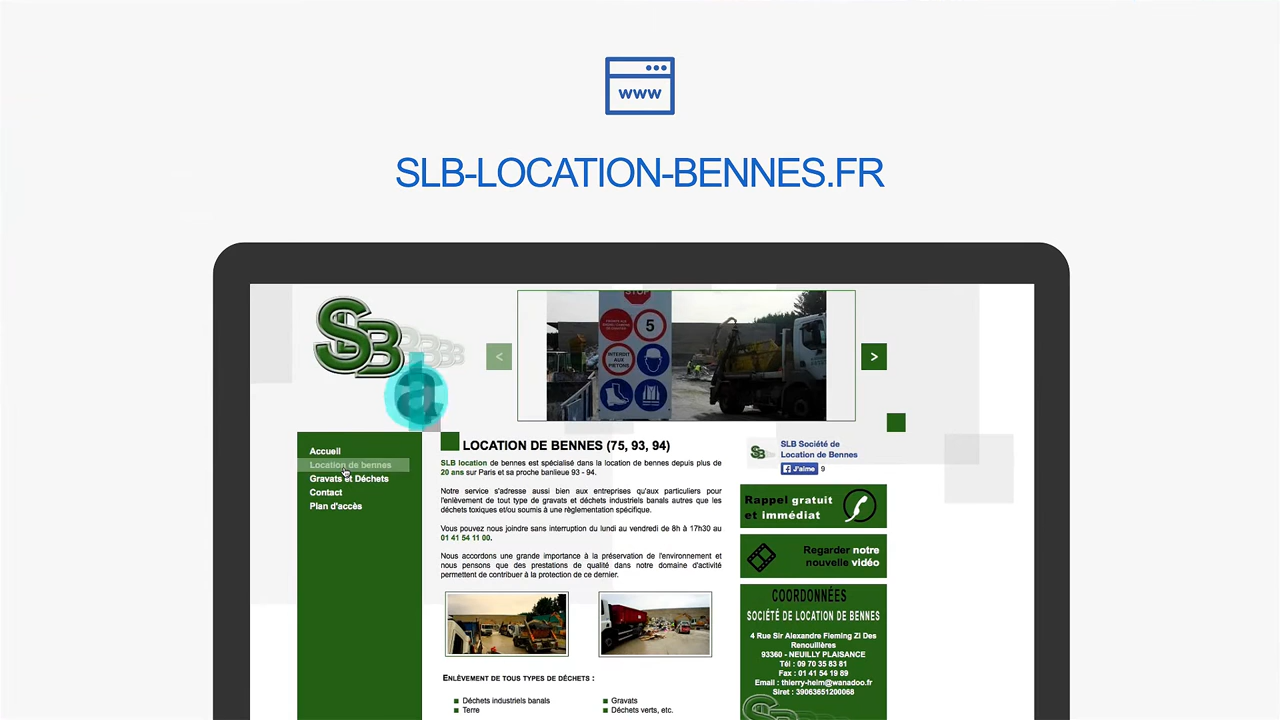 www
SLB-LOCATION-BENNES.FR
SLB
STOP
5
INTERDIT
AUX
PIETONS
<
>
a
Accueil
Location de bennes
Gravats et Déchets
Contact
Plan d'accès
LOCATION DE BENNES (75, 93, 94)
SLB location de bennes est spécialisé dans la location de bennes depuis plus de
20 ans sur Paris et sa proche banlieue 93 - 94.
Notre service s'adresse aussi bien aux entreprises qu'aux particuliers pour
l'enlèvement de tout type de gravats et déchets industriels banals autres que les
déchets toxiques et/ou soumis à une règlementation spécifique.
Vous pouvez nous joindre sans interruption du lundi au vendredi de 8h à 17h30 au
01 41 54 11 00.
Nous accordons une grande importance à la préservation de l'environnement et
nous pensons que des prestations de qualité dans notre domaine d'activité
permettent de contribuer à la protection de ce dernier.
ENLÈVEMENT DE TOUS TYPES DE DÉCHETS :
Déchets industriels banals
Terre
Gravats
Déchets verts, etc.
SLB Société de
Location de Bennes
J'aime 9
Rappel gratuit
et immédiat
Regarder notre
nouvelle vidéo
COORDONNÉES
SOCIÉTÉ DE LOCATION DE BENNES
4 Rue Sir Alexandre Fleming ZI Des
Renouillères
93360 - NEUILLY PLAISANCE
Tél : 09 70 35 83 81
Fax : 01 41 54 19 89
Email : thierry-helm@wanadoo.fr
Siret : 39063651200068